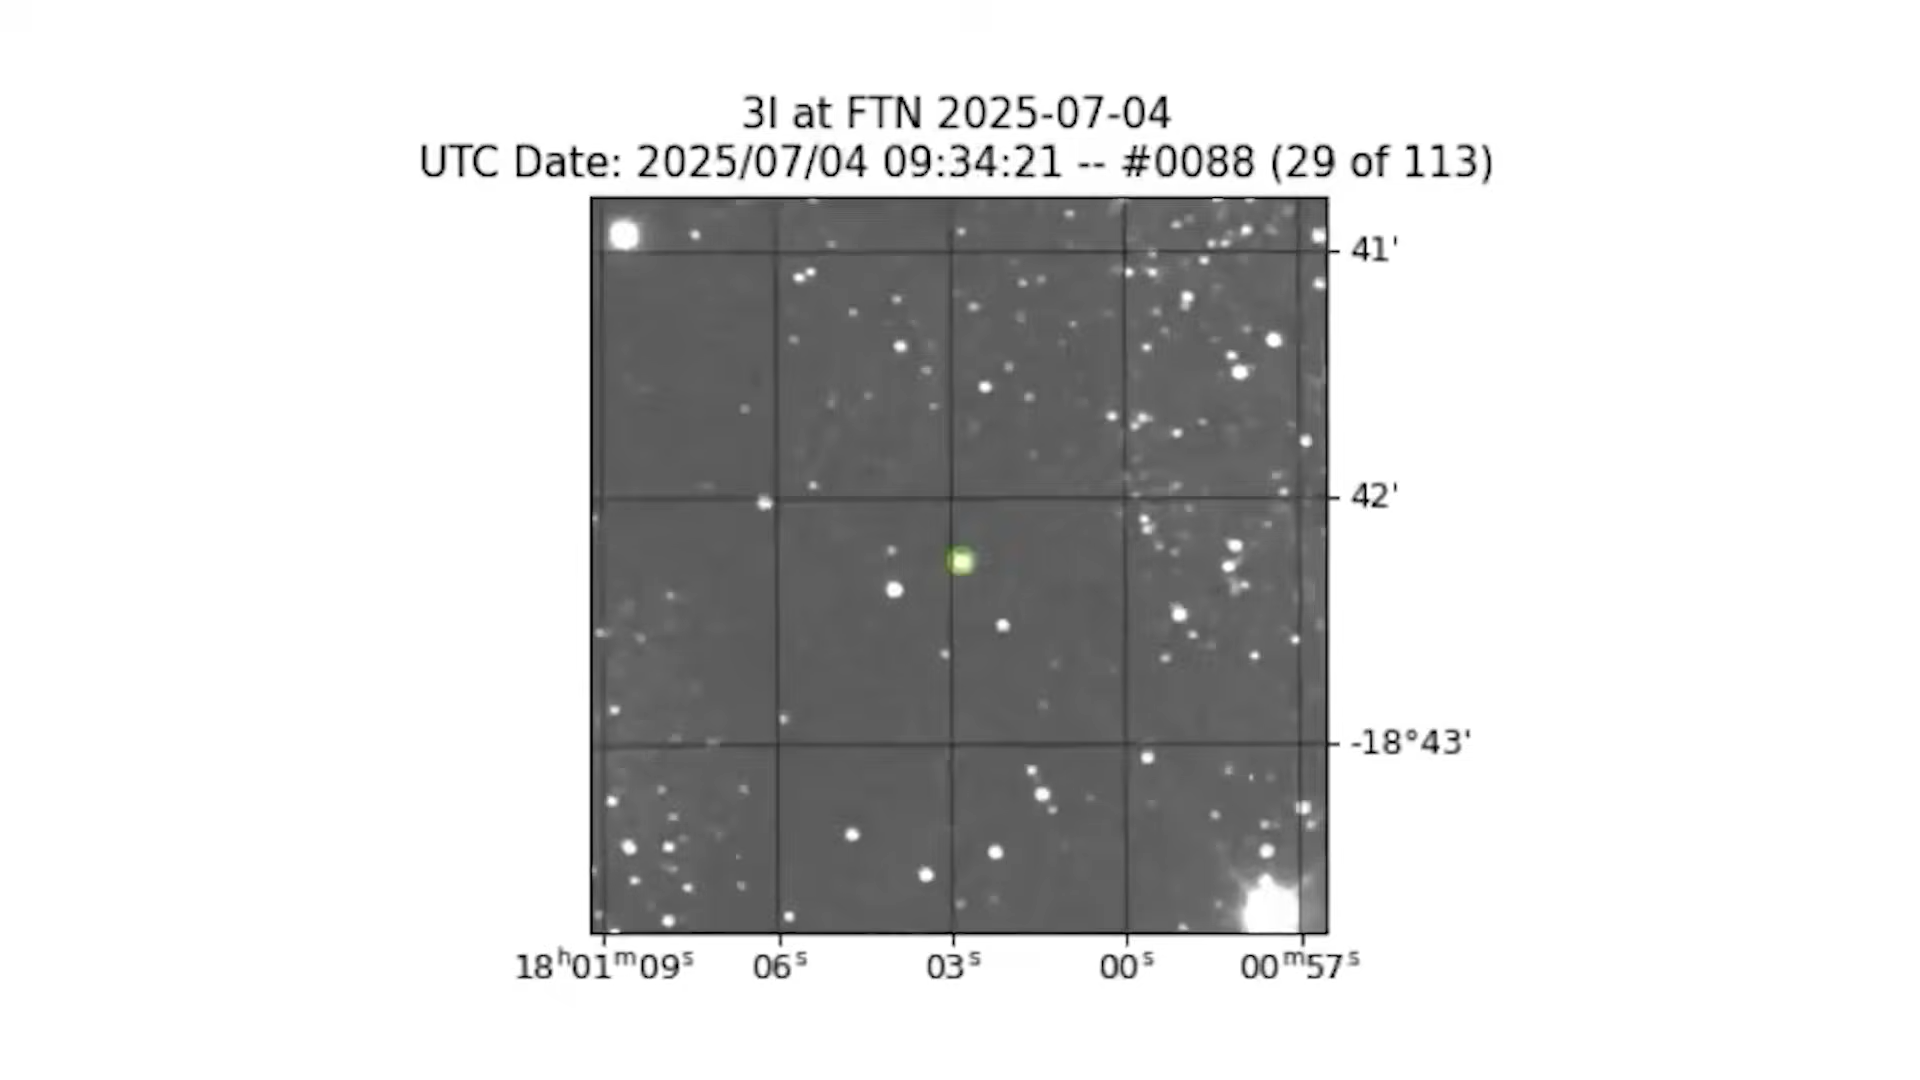 3I at FTN 2025-07-04
UTC Date: 2025/07/04 09:34:21 -- #0088 (29 of 113)
41'
42'
-18°43'
18ʰ01ᵐ09ˢ 06ˢ 03ˢ 00ˢ 00ᵐ57ˢ